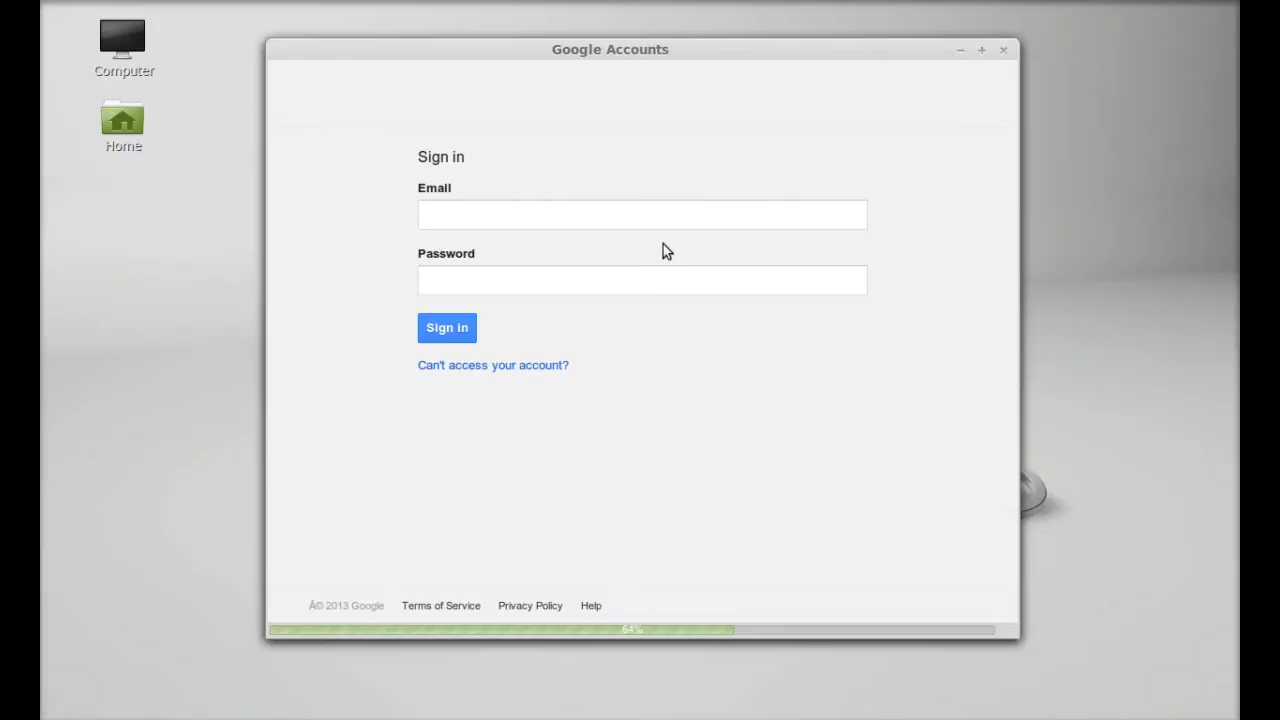 Google Accounts
Computer
Home
Sign in
Email
Password
Sign in
Can't access your account?
Â© 2013 Google Terms of Service Privacy Policy Help
64%